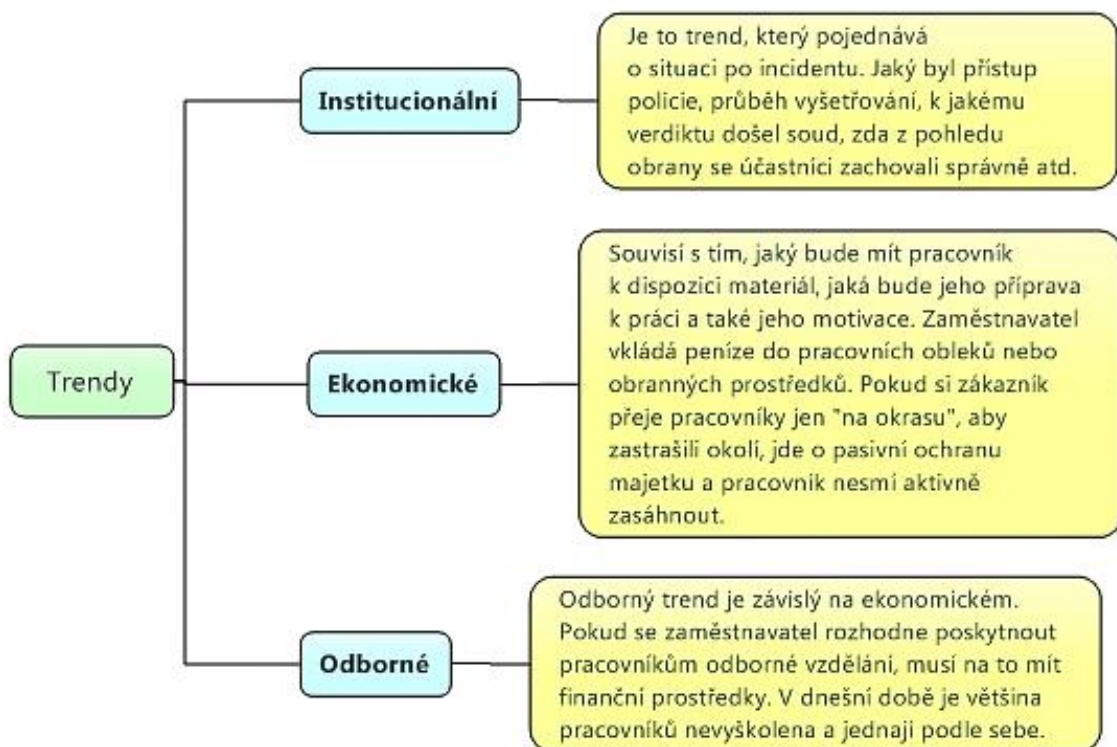 Trendy
Institucionální
Je to trend, který pojednává
o situaci po incidentu. Jaký byl přístup
policie, průběh vyšetřování, k jakému
verdiktu došel soud, zda z pohledu
obrany se účastníci zachovali správně atd.
Ekonomické
Souvisí s tím, jaký bude mít pracovník
k dispozici materiál, jaká bude jeho příprava
k práci a také jeho motivace. Zaměstnavatel
vkládá peníze do pracovních obleků nebo
obranných prostředků. Pokud si zákazník
přeje pracovníky jen "na okrasu", aby
zastrašili okolí, jde o pasivní ochranu
majetku a pracovník nesmí aktivně
zasáhnout.
Odborné
Odborný trend je závislý na ekonomickém.
Pokud se zaměstnavatel rozhodne poskytnout
pracovníkům odborné vzdělání, musí na to mít
finanční prostředky. V dnešní době je většina
pracovníků nevyškolena a jednají podle sebe.